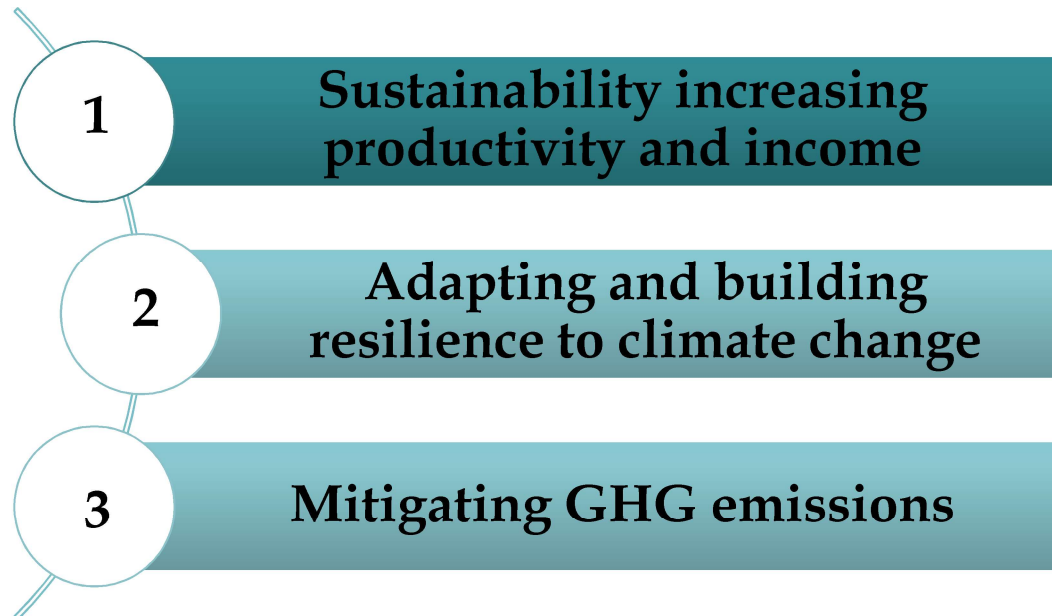 1
Sustainability increasing
productivity and income
2
Adapting and building
resilience to climate change
3
Mitigating GHG emissions